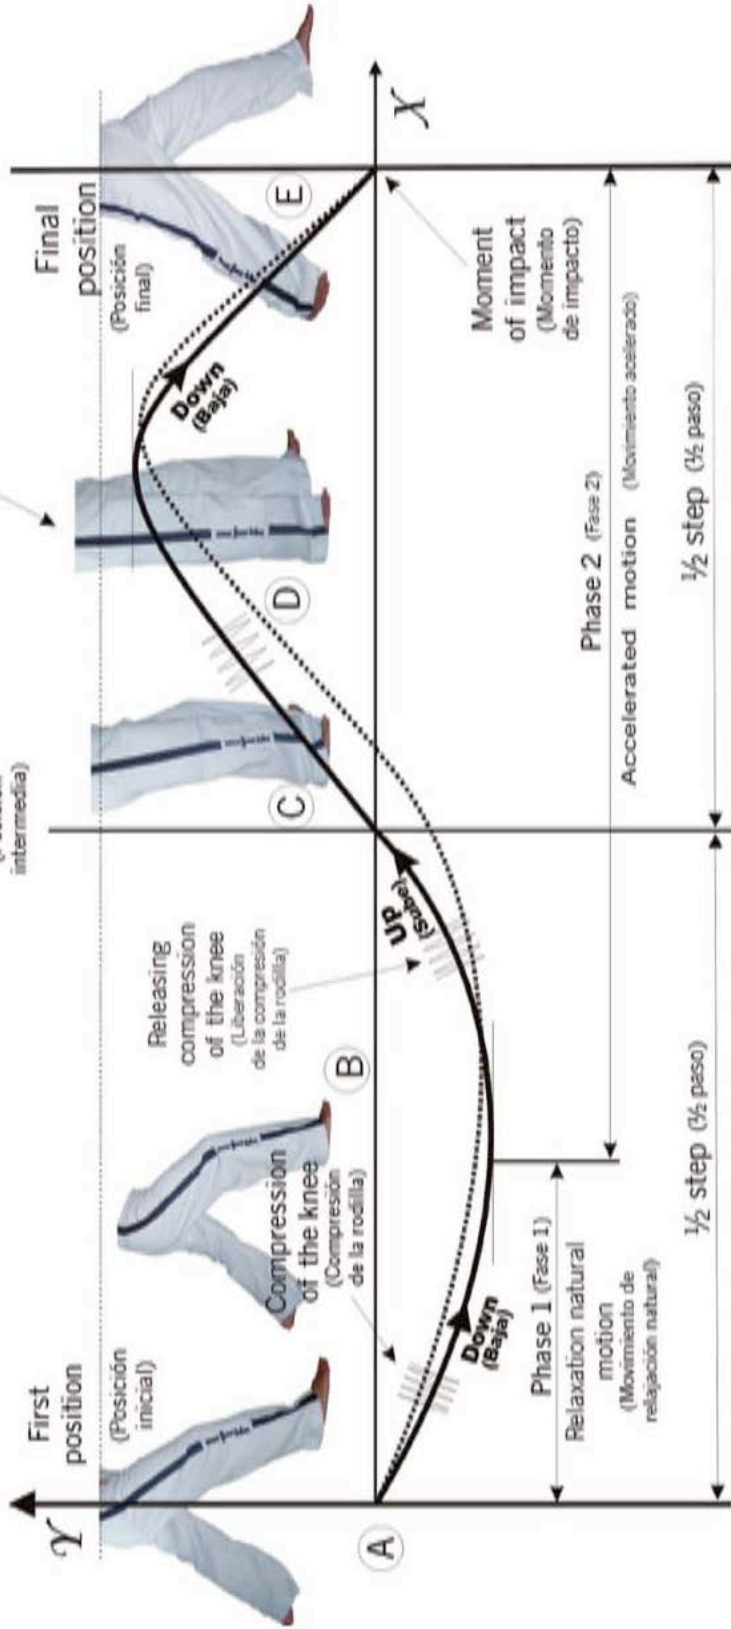 Y
First
position
(Posición
inicial)
A
Compression
of the knee
(Compresión
de la rodilla)
Down
(Baja)
B
Releasing
compression
of the knee
(Liberación
de la compresión
de la rodilla)
UP
(Sube)
intermedia)
C
D
Down
(Baja)
Final
position
(Posición
final)
E
X
Moment
of impact
(Momento
de impacto)
Phase 1 (Fase 1)
Relaxation natural
motion
(Movimiento de
relajación natural)
Phase 2 (Fase 2)
Accelerated motion (Movimiento acelerado)
½ step (½ paso)
½ step (½ paso)